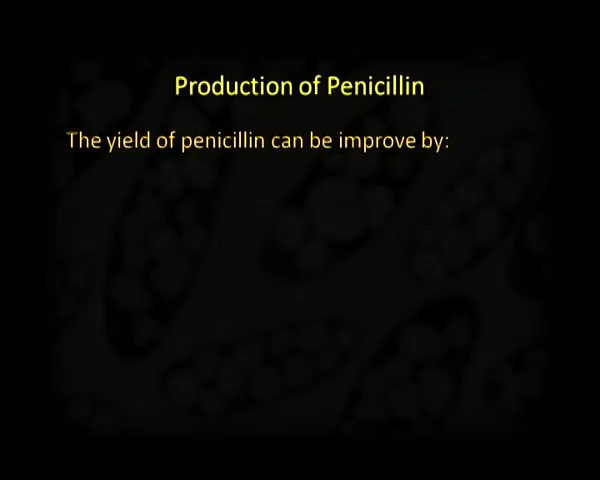 Production of Penicillin
The yield of penicillin can be improve by: